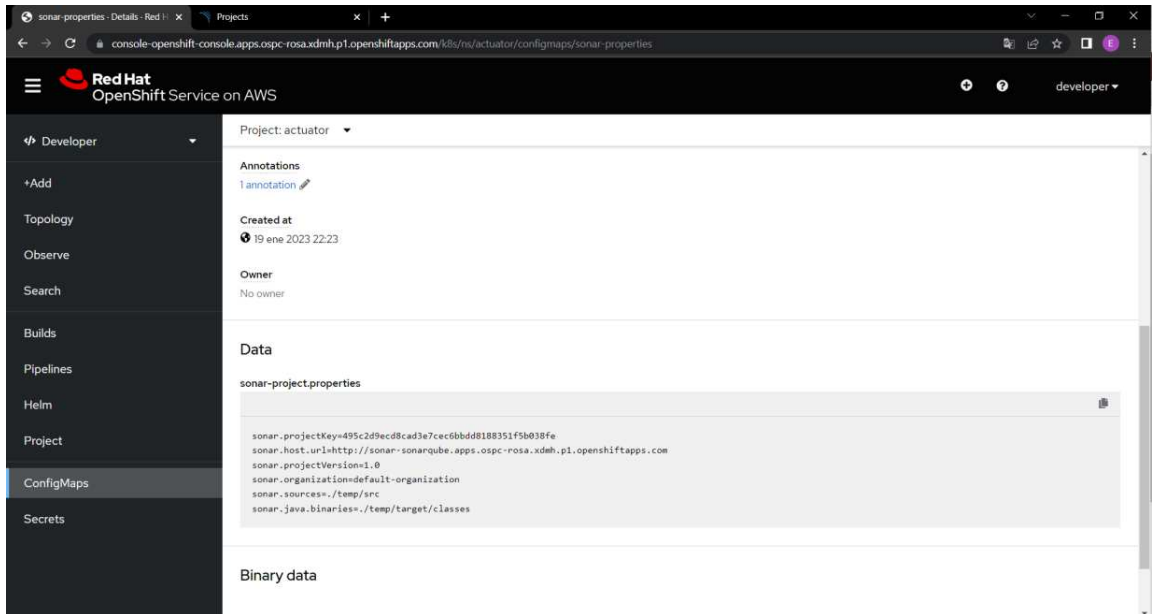 sonar-properties · Details · Red H
Projects
console-openshift-console.apps.ospc-rosa.xdmh.p1.openshiftapps.com/k8s/ns/actuator/configmaps/sonar-properties
E
Red Hat
OpenShift Service on AWS
developer
Developer
Project: actuator
+Add
Topology
Observe
Search
Builds
Pipelines
Helm
Project
ConfigMaps
Secrets
Annotations
1 annotation
Created at
19 ene 2023 22:23
Owner
No owner
Data
sonar-project.properties
sonar.projectKey=495c2d9ecd8cad3e7cec6bbdd8188351f5b038fe
sonar.host.url=http://sonar-sonarqube.apps.ospc-rosa.xdmh.p1.openshiftapps.com
sonar.projectVersion=1.0
sonar.organization=default-organization
sonar.sources=./temp/src
sonar.java.binaries=./temp/target/classes
Binary data